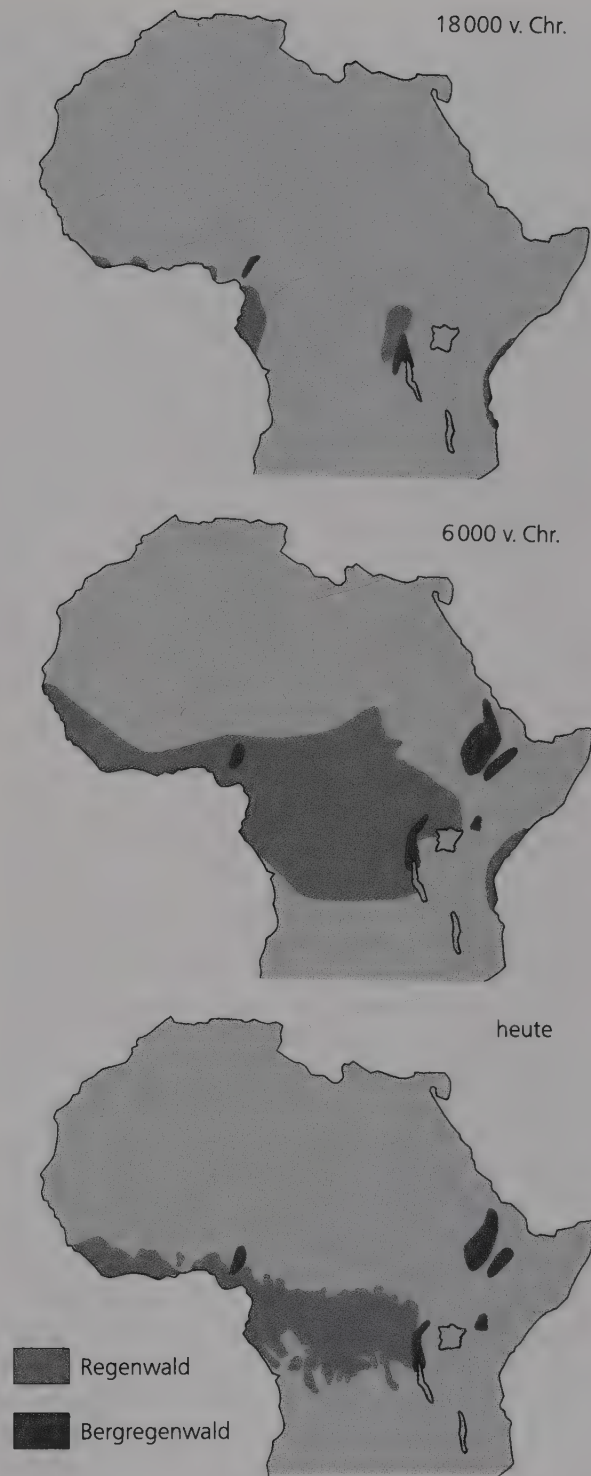 18000 v. Chr.
6000 v. Chr.
heute
Regenwald
Bergregenwald